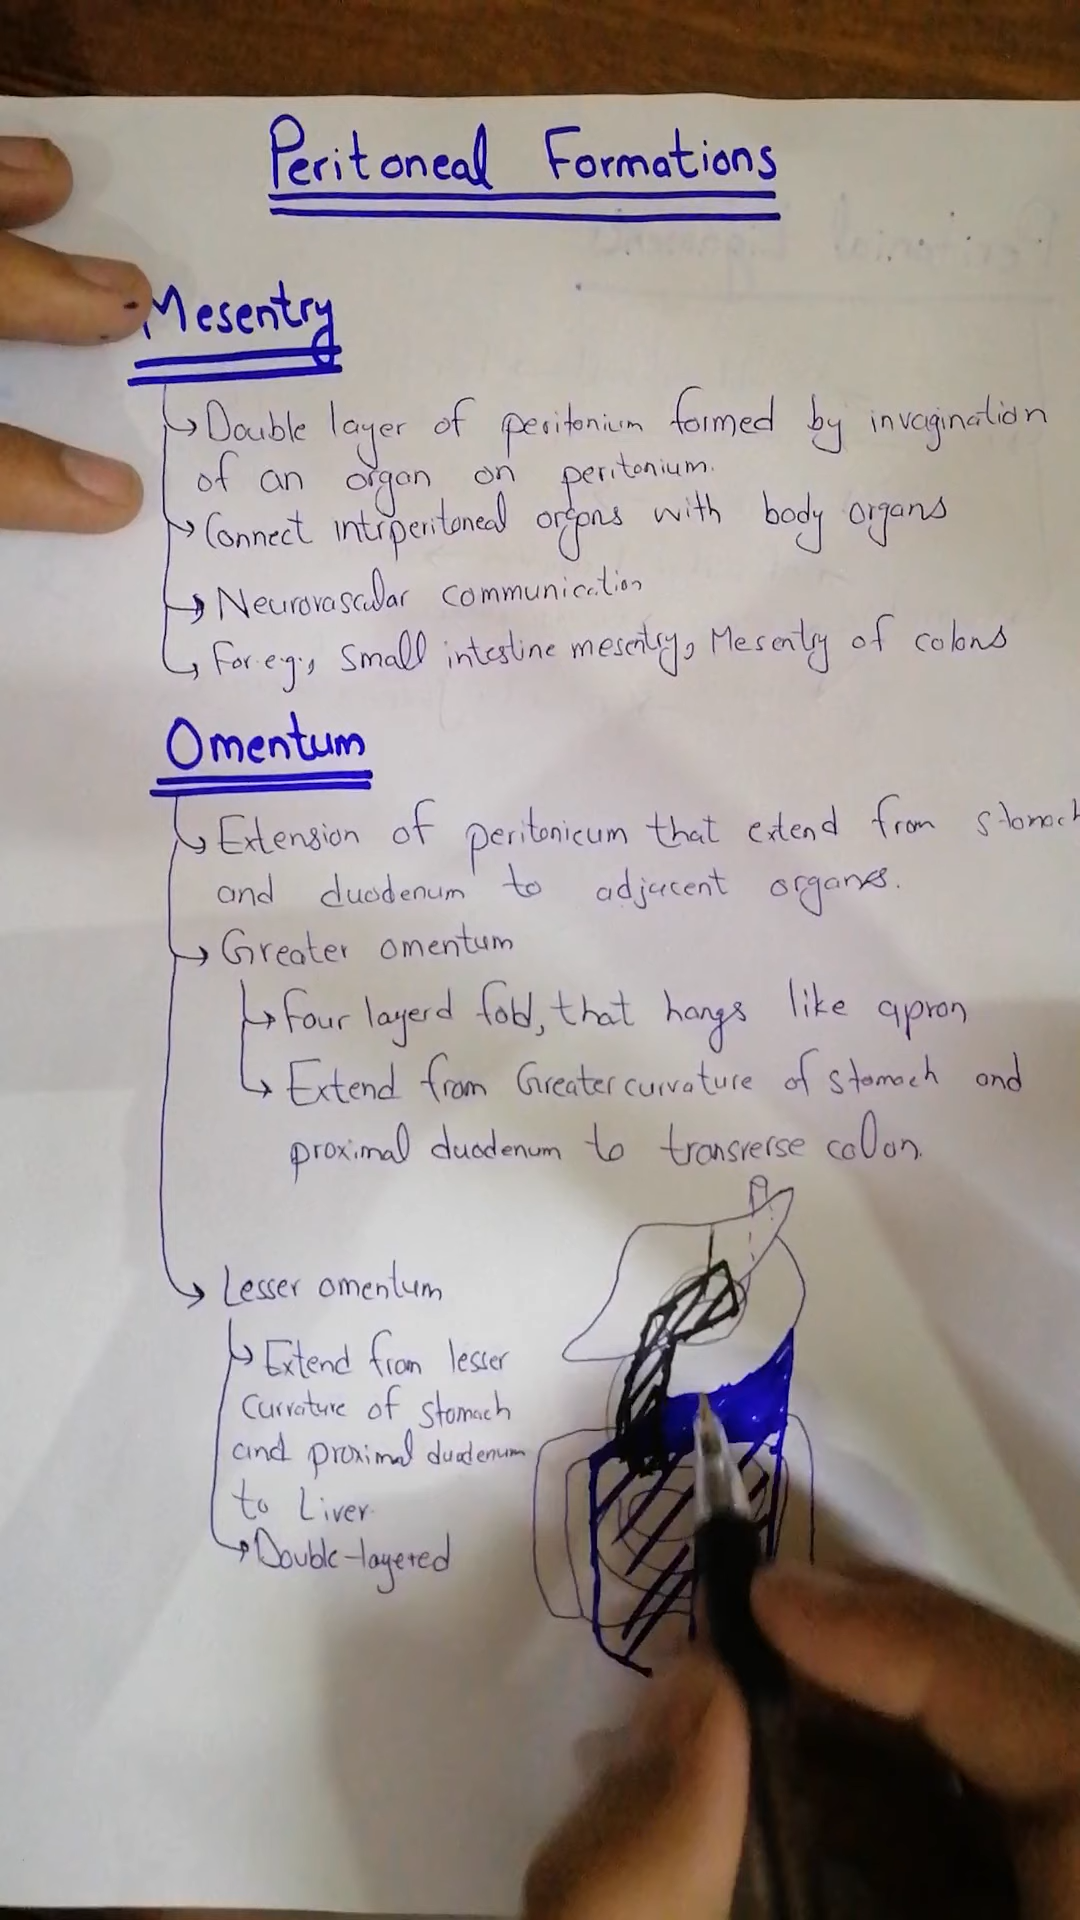 Peritoneal Formations
Mesentry
Double layer of peritonium formed by invagination
of an organ on peritonium.
Connect intrperitoneal organs with body organs
Neurovascular communication
For e.g., Small intestine mesentry, Mesentry of colons
Omentum
Extension of peritonicum that extend from stomach
and duodenum to adjacent organes.
Greater omentum
Four layerd fold, that hangs like apron
Extend from Greater curvature of stomach and
proximal duodenum to transverse colon.
Lesser omentum
Extend from lesser
Curvature of stomach
and proximal duodenum
to Liver
Double-layered